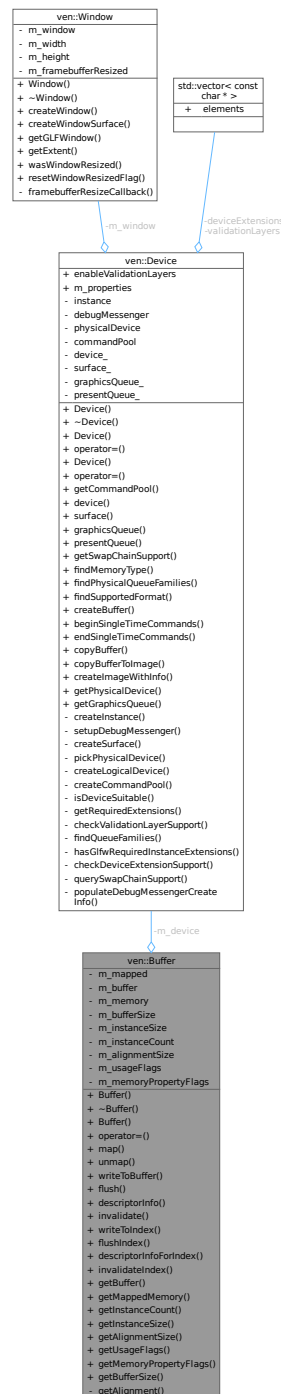 ven::Window
- m_window
- m_width
- m_height
- m_framebufferResized
+ Window()
+ ~Window()
+ createWindow()
+ createWindowSurface()
+ getGLFWindow()
+ getExtent()
+ wasWindowResized()
+ resetWindowResizedFlag()
- framebufferResizeCallback()
std::vector< const
char * >
+ elements
-m_window
-deviceExtensions
-validationLayers
ven::Device
+ enableValidationLayers
+ m_properties
- instance
- debugMessenger
- physicalDevice
- commandPool
- device_
- surface_
- graphicsQueue_
- presentQueue_
+ Device()
+ ~Device()
+ Device()
+ operator=()
+ Device()
+ operator=()
+ getCommandPool()
+ device()
+ surface()
+ graphicsQueue()
+ presentQueue()
+ getSwapChainSupport()
+ findMemoryType()
+ findPhysicalQueueFamilies()
+ findSupportedFormat()
+ createBuffer()
+ beginSingleTimeCommands()
+ endSingleTimeCommands()
+ copyBuffer()
+ copyBufferToImage()
+ createImageWithInfo()
+ getPhysicalDevice()
+ getGraphicsQueue()
- createInstance()
- setupDebugMessenger()
- createSurface()
- pickPhysicalDevice()
- createLogicalDevice()
- createCommandPool()
- isDeviceSuitable()
- getRequiredExtensions()
- checkValidationLayerSupport()
- findQueueFamilies()
- hasGlfwRequiredInstanceExtensions()
- checkDeviceExtensionSupport()
- querySwapChainSupport()
- populateDebugMessengerCreate
Info()
-m_device
ven::Buffer
- m_mapped
- m_buffer
- m_memory
- m_bufferSize
- m_instanceSize
- m_instanceCount
- m_alignmentSize
- m_usageFlags
- m_memoryPropertyFlags
+ Buffer()
+ ~Buffer()
+ Buffer()
+ operator=()
+ map()
+ unmap()
+ writeToBuffer()
+ flush()
+ descriptorInfo()
+ invalidate()
+ writeToIndex()
+ flushIndex()
+ descriptorInfoForIndex()
+ invalidateIndex()
+ getBuffer()
+ getMappedMemory()
+ getInstanceCount()
+ getInstanceSize()
+ getAlignmentSize()
+ getUsageFlags()
+ getMemoryPropertyFlags()
+ getBufferSize()
- getAlignment()